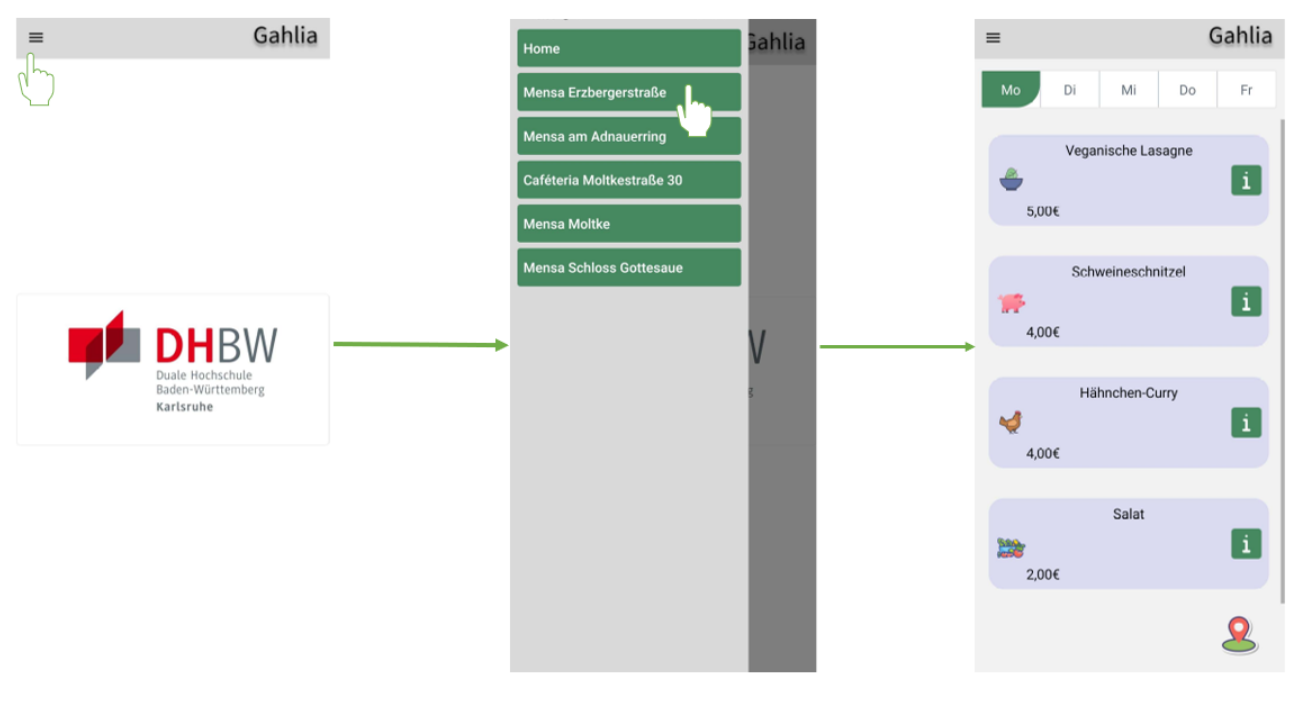 Gahlia
DHBW
Duale Hochschule
Baden-Württemberg
Karlsruhe
Gahlia
Home
Mensa Erzbergerstraße
Mensa am Adnauerring
Caféteria Moltkestraße 30
Mensa Moltke
Mensa Schloss Gottesaue
W
g
Gahlia
Mo Di Mi Do Fr
Veganische Lasagne
i
5,00€
Schweineschnitzel
i
4,00€
Hähnchen-Curry
i
4,00€
Salat
i
2,00€